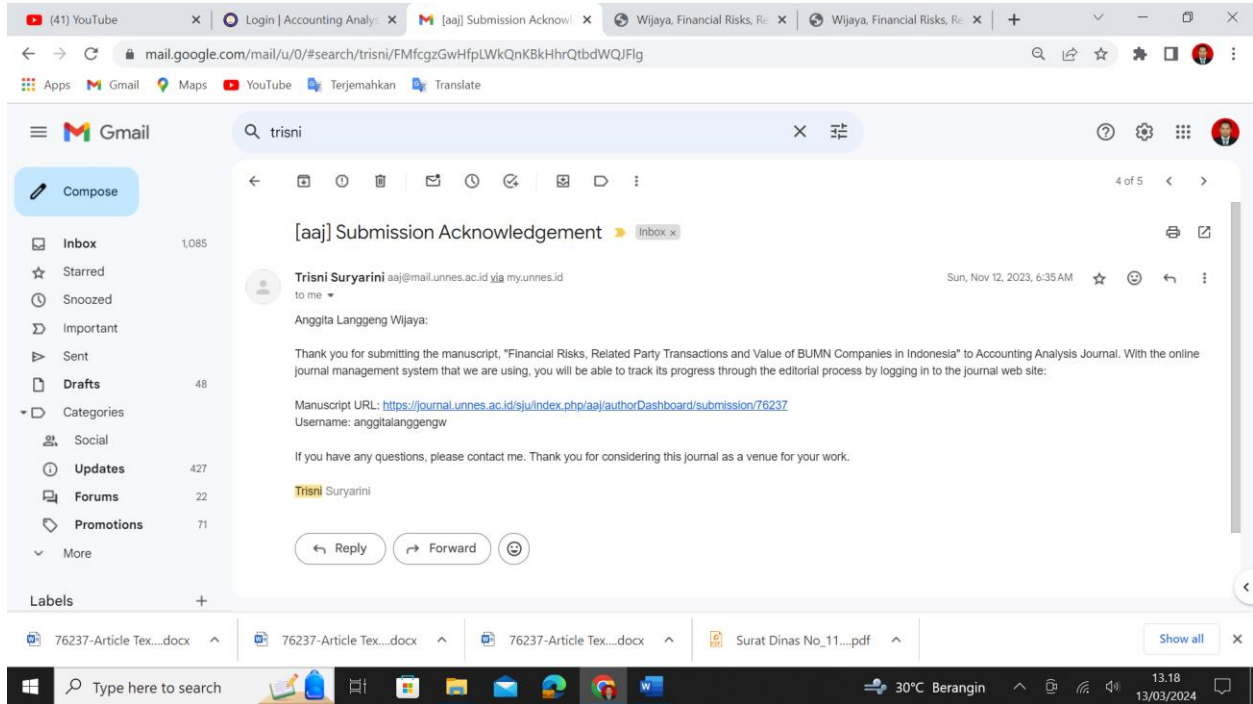 (41) YouTube
Login | Accounting Analys
[aaj] Submission Acknowl
Wijaya, Financial Risks, Re
Wijaya, Financial Risks, Re
mail.google.com/mail/u/0/#search/trisni/FMfcgzGwHfpLWkQnKBkHhrQtbdWQJFlg
Apps Gmail Maps YouTube Terjemahkan Translate
Gmail
trisni
Compose
4 of 5
Inbox 1,085
Starred
Snoozed
Important
Sent
Drafts 48
Categories
Social
Updates 427
Forums 22
Promotions 71
More
Labels +
[aaj] Submission Acknowledgement Inbox x
Trisni Suryarini aaj@mail.unnes.ac.id via my.unnes.id Sun, Nov 12, 2023, 6:35 AM
to me
Anggita Langgeng Wijaya:
Thank you for submitting the manuscript, "Financial Risks, Related Party Transactions and Value of BUMN Companies in Indonesia" to Accounting Analysis Journal. With the online
journal management system that we are using, you will be able to track its progress through the editorial process by logging in to the journal web site:
Manuscript URL: https://journal.unnes.ac.id/sju/index.php/aaj/authorDashboard/submission/76237
Username: anggitalanggengw
If you have any questions, please contact me. Thank you for considering this journal as a venue for your work.
Trisni Suryarini
Reply Forward
76237-Article Tex....docx
76237-Article Tex....docx
76237-Article Tex....docx
Surat Dinas No_11....pdf
Show all
Type here to search
30°C Berangin
13.18
13/03/2024